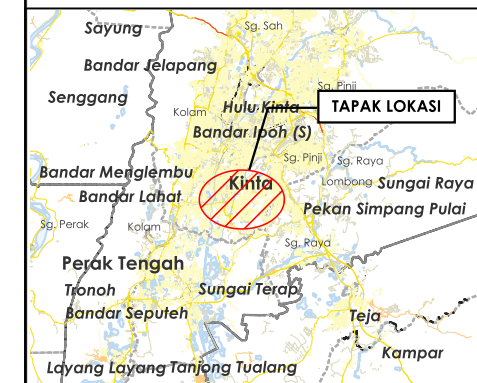 Sayung
Sg. Sah
Bandar Jelapang
Sg. Pinji
Senggang
Kolam
Hulu Kinta
TAPAK LOKASI
Bandar Ipoh (S)
Sg. Pinji
Sg. Raya
Bandar Menglembu
Kinta
Lombong
Sungai Raya
Bandar Lahat
Pekan Simpang Pulai
Sg. Perak
Kolam
Sg. Raya
Perak Tengah
Tronoh
Sungai Terap
Bandar Seputeh
Teja
Kampar
Layang Layang
Tanjong Tualang